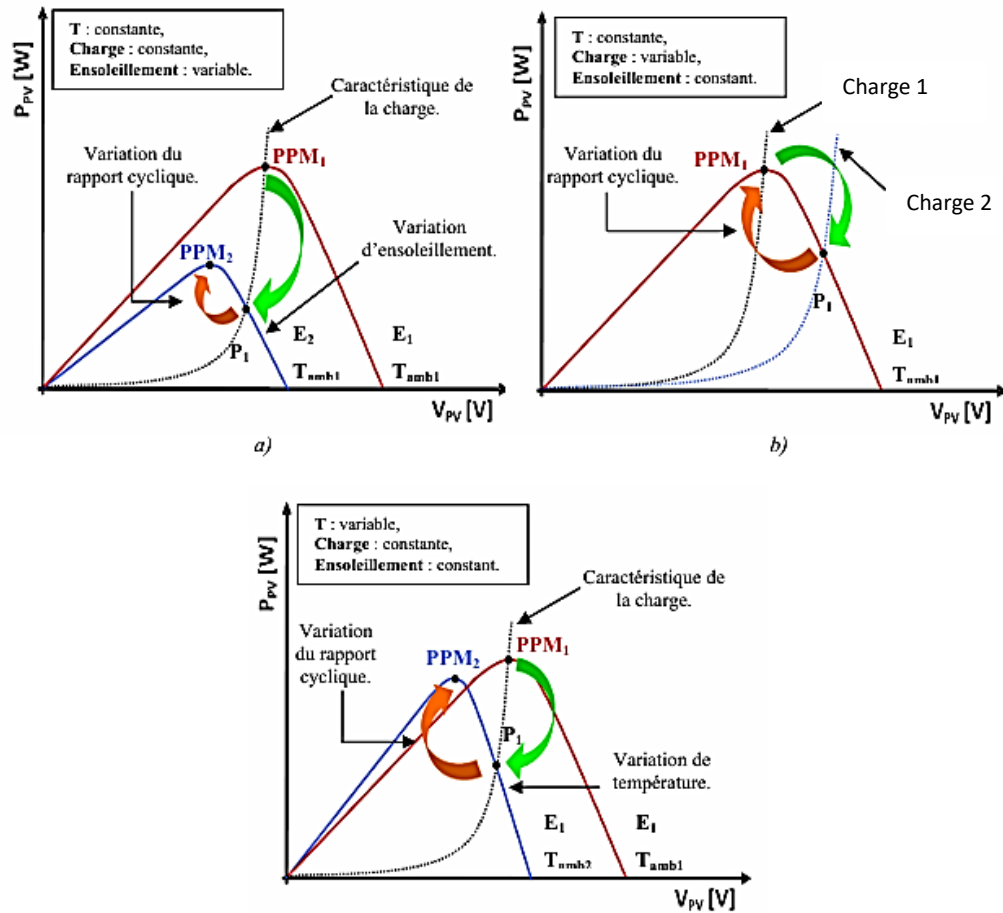 P_PV [W]
T : constante,
Charge : constante,
Ensoleillement : variable.
Caractéristique de
la charge.
Variation du
rapport cyclique.
PPM₁
Variation
d'ensoleillement.
PPM₂
P₁
E₂
E₁
T_amb1
T_amb1
V_PV [V]
a)
P_PV [W]
T : constante,
Charge : variable,
Ensoleillement : constant.
Charge 1
Variation du
rapport cyclique.
PPM₁
Charge 2
P₁
E₁
T_amb1
V_PV [V]
b)
P_PV [W]
T : variable,
Charge : constante,
Ensoleillement : constant.
Caractéristique de
la charge.
Variation
du rapport
cyclique.
PPM₂
PPM₁
P₁
Variation de
température.
E₁
E₁
T_amb2
T_amb1
V_PV [V]